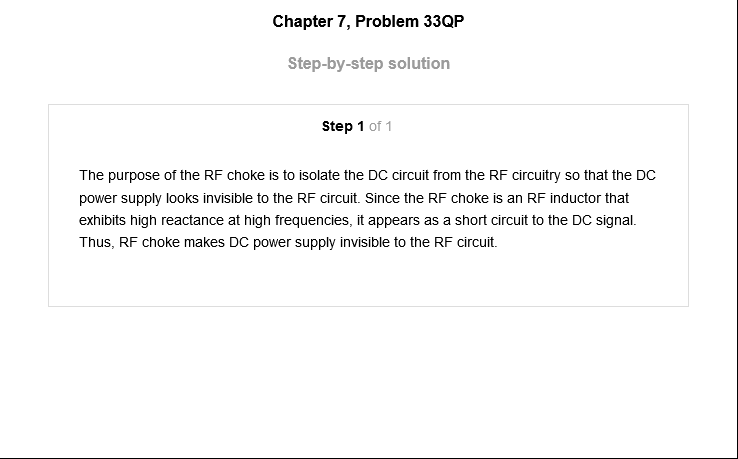 Chapter 7, Problem 33QP
Step-by-step solution
Step 1 of 1
The purpose of the RF choke is to isolate the DC circuit from the RF circuitry so that the DC
power supply looks invisible to the RF circuit. Since the RF choke is an RF inductor that
exhibits high reactance at high frequencies, it appears as a short circuit to the DC signal.
Thus, RF choke makes DC power supply invisible to the RF circuit.